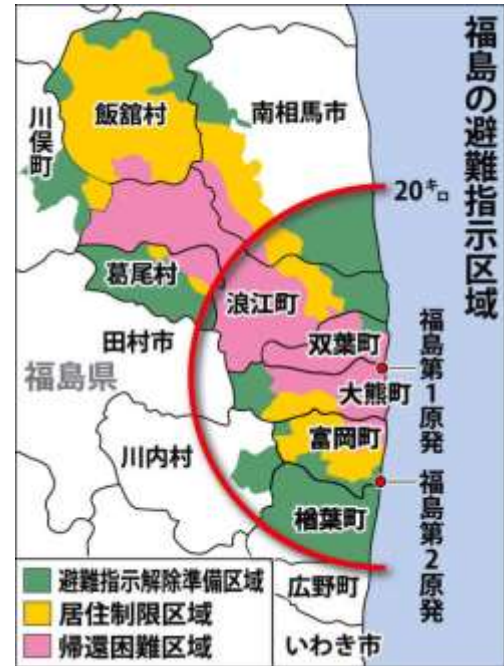 福島の避難指示区域
飯舘村
川俣町
南相馬市
20キロ
葛尾村
浪江町
田村市
双葉町
福島第1原発
福島県
大熊町
富岡町
川内村
福島第2原発
楢葉町
広野町
いわき市
避難指示解除準備区域
居住制限区域
帰還困難区域